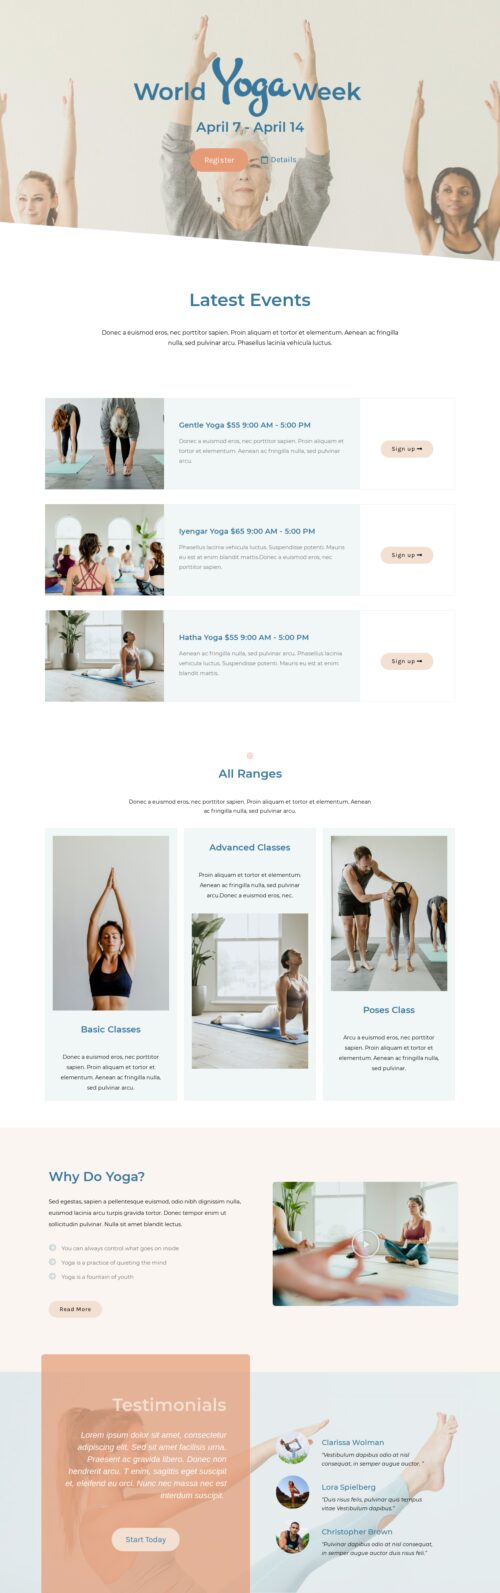 World Yoga Week
April 7 - April 14
Register
Details
Latest Events
Donec a euismod eros, nec porttitor sapien. Proin aliquam et tortor et elementum. Aenean ac fringilla
nulla, sed pulvinar arcu. Phasellus lacinia vehicula luctus.
Gentle Yoga $55 9:00 AM - 5:00 PM
Donec a euismod eros, nec porttitor sapien. Proin aliquam et
tortor et elementum. Aenean ac fringilla nulla, sed pulvinar
arcu.
Sign up
Iyengar Yoga $65 9:00 AM - 5:00 PM
Phasellus lacinia vehicula luctus. Suspendisse potenti. Mauris
eu est at enim blandit mattis.Donec a euismod eros, nec
porttitor sapien.
Sign up
Hatha Yoga $55 9:00 AM - 5:00 PM
Aenean ac fringilla nulla, sed pulvinar arcu. Phasellus lacinia
vehicula luctus. Suspendisse potenti. Mauris eu est at enim
blandit mattis.
Sign up
All Ranges
Donec a euismod eros, nec porttitor sapien. Proin aliquam et tortor et elementum. Aenean
ac fringilla nulla, sed pulvinar arcu.
Basic Classes
Donec a euismod eros, nec porttitor
sapien. Proin aliquam et tortor et
elementum. Aenean ac fringilla nulla,
sed pulvinar arcu.
Advanced Classes
Proin aliquam et tortor et elementum.
Aenean ac fringilla nulla, sed pulvinar
arcu.Donec a euismod eros, nec.
Poses Class
Arcu a euismod eros, nec porttitor
sapien. Proin aliquam et tortor et
elementum. Aenean ac fringilla nulla,
sed pulvinar.
Why Do Yoga?
Sed egestas, sapien a pellentesque euismod, odio nibh dignissim nulla,
euismod lacinia arcu turpis gravida tortor. Donec tempor enim ut
sollicitudin pulvinar. Nulla sit amet blandit lectus.
You can always control what goes on inside
Yoga is a practice of quieting the mind
Yoga is a fountain of youth
Read More
Testimonials
Lorem ipsum dolor sit amet, consectetur
adipiscing elit. Sed sit amet facilisis urna.
Praesent ac gravida libero. Donec non
hendrerit arcu. T enim, sagittis eget suscipit
et, eleifend eu orci. Nunc nec massa nec est
interdum suscipit.
Start Today
Clarissa Wolman
"Vestibulum dapibus odio at nisl
consequat, in semper augue auctor. "
Lora Spielberg
"Duis risus felis, pulvinar quis tempus
vitae Vestibulum dapibus."
Christopher Brown
"Pulvinar dapibus odio at nisl consequat,
in semper augue auctor duis risus feli."